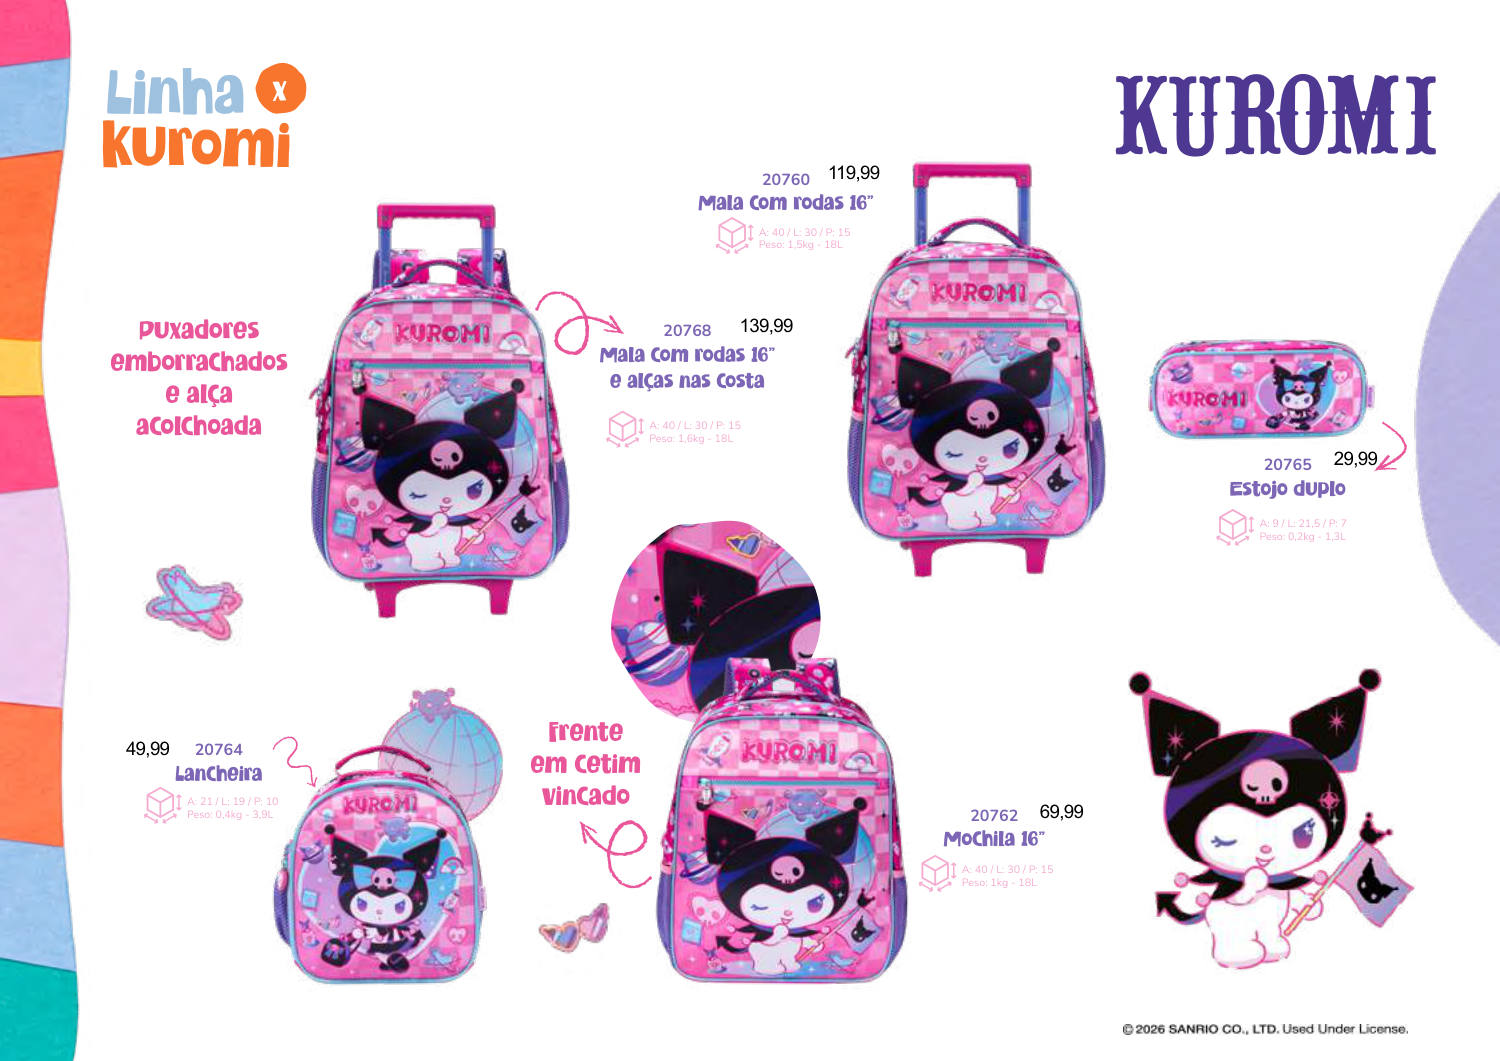 Linha x
kuromi
KUROMI
20760 119,99
Mala com rodas 16”
A: 40 / L: 30 / P: 15
Peso: 1,5kg - 18L
KUROMI
Puxadores
emborrachados
e alça
acolchoada
KUROMI
20768 139,99
Mala com rodas 16”
e alças nas costa
A: 40 / L: 30 / P: 15
Peso: 1,6kg - 18L
KUROMI
20765 29,99
Estojo duplo
A: 9 / L: 21,5 / P: 7
Peso: 0,2kg - 1,3L
49,99 20764
Lancheira
A: 21 / L: 19 / P: 10
Peso: 0,4kg - 3,9L
KUROMI
Frente
em cetim
vincado
KUROMI
20762 69,99
Mochila 16”
A: 40 / L: 30 / P: 15
Peso: 1kg - 18L
© 2026 SANRIO CO., LTD. Used Under License.